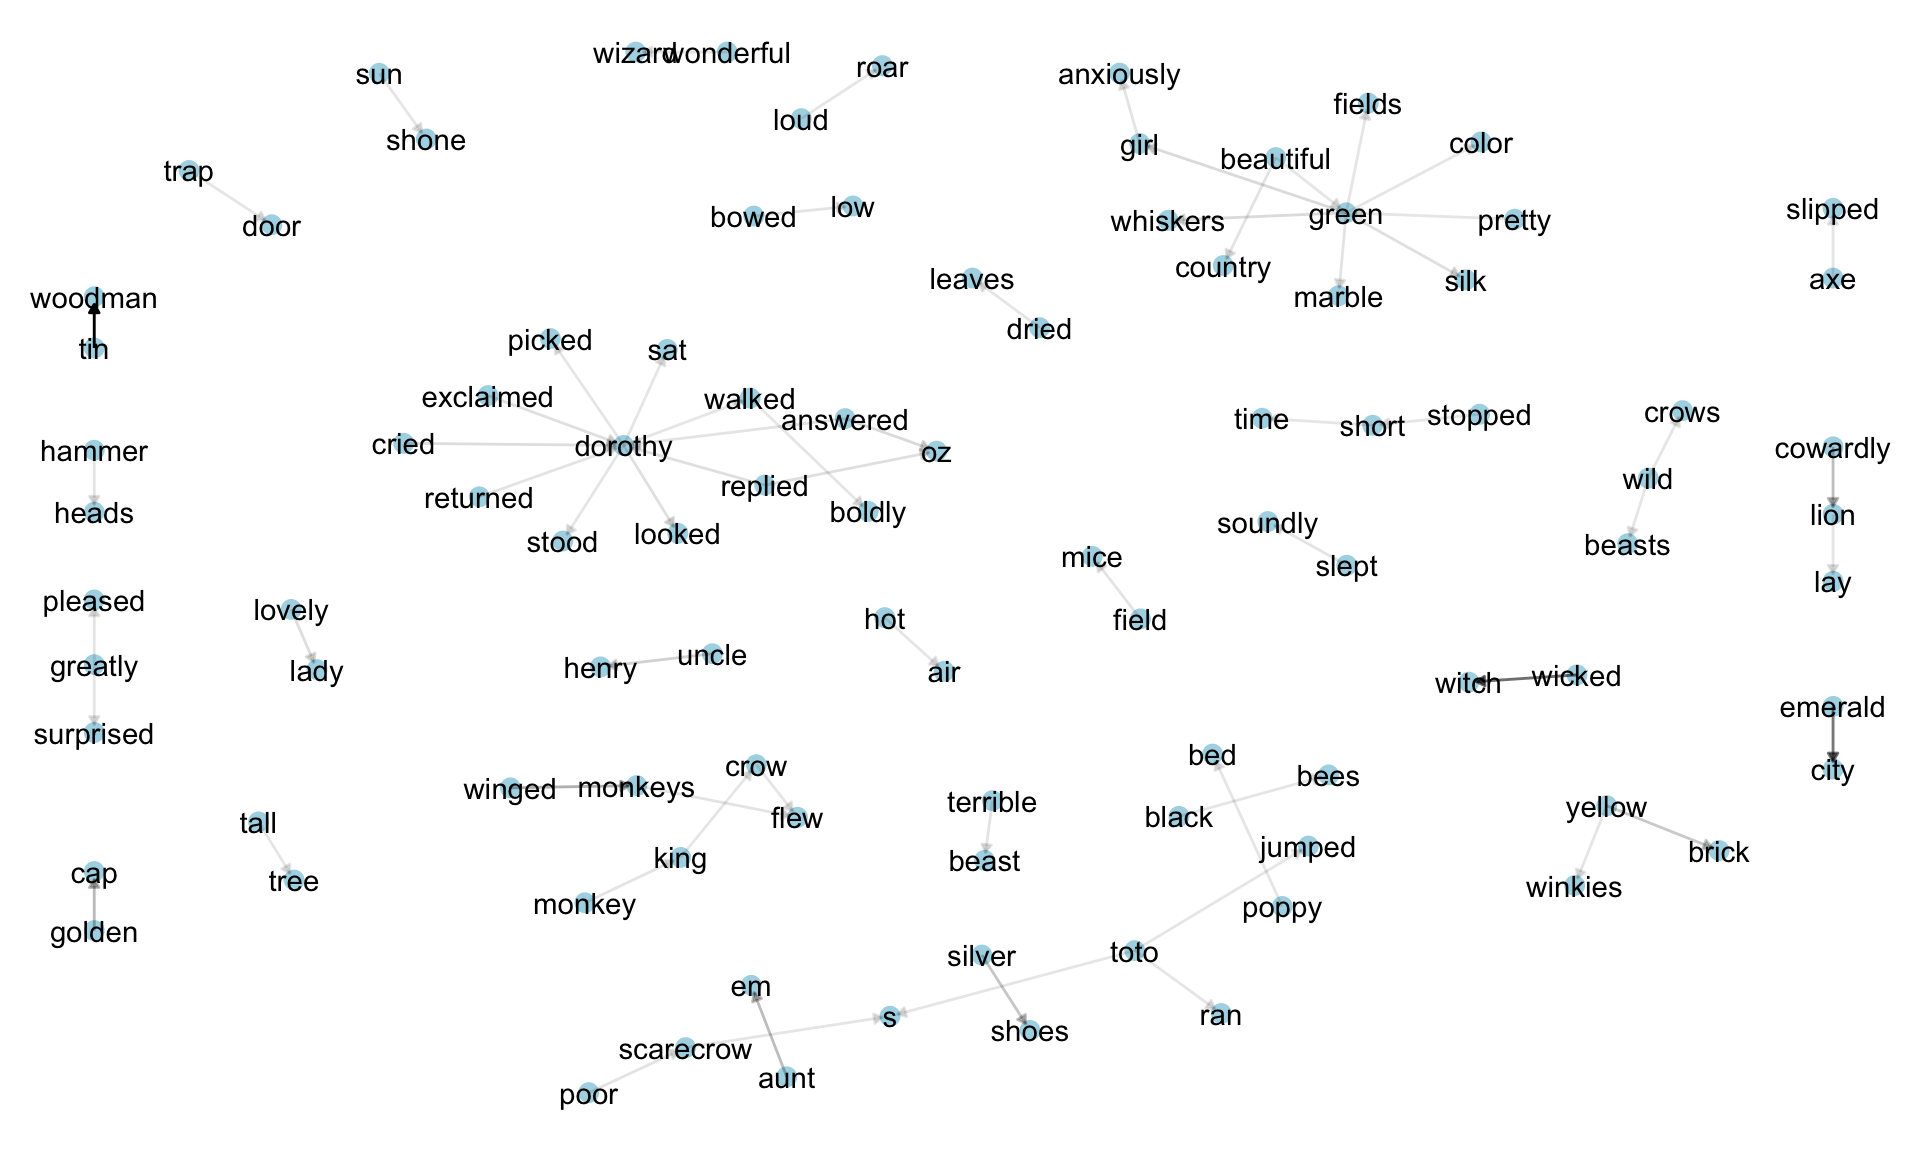 wizard
wonderful
sun
roar
anxiously
fields
loud
shone
girl
beautiful
color
trap
door
bowed
low
whiskers
green
pretty
slipped
leaves
country
silk
axe
woodman
marble
dried
tin
picked
sat
exclaimed
walked
answered
time
short
stopped
crows
cried
dorothy
oz
hammer
cowardly
returned
replied
boldly
wild
heads
stood
looked
soundly
lion
beasts
mice
slept
pleased
lovely
hot
field
lay
greatly
lady
henry
uncle
air
witch
wicked
surprised
emerald
winged
monkeys
crow
bed
bees
city
tall
flew
terrible
black
yellow
cap
tree
king
beast
jumped
brick
golden
monkey
poppy
winkies
silver
toto
em
s
shoes
ran
scarecrow
aunt
poor